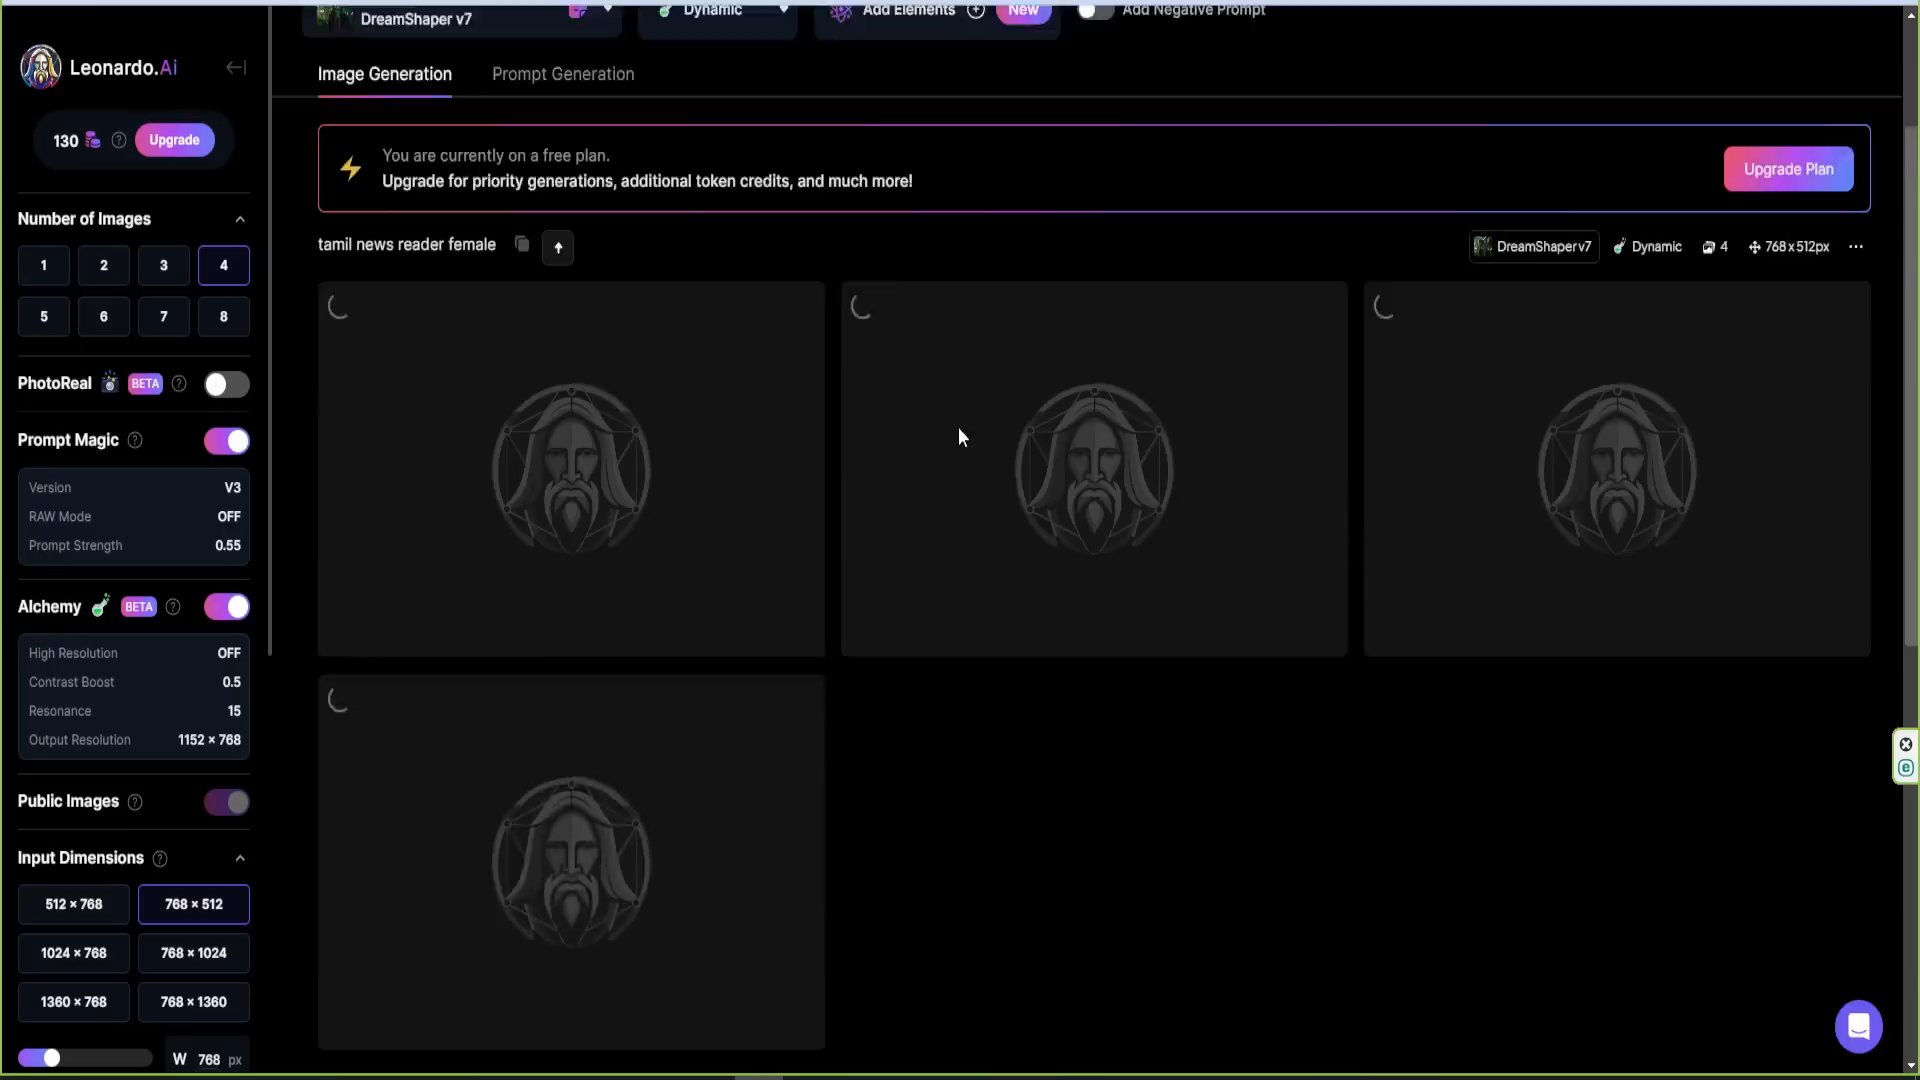 DreamShaper v7
Dynamic
Add Elements
New
Add Negative Prompt
Leonardo.Ai
Image Generation
Prompt Generation
130
Upgrade
You are currently on a free plan.
Upgrade for priority generations, additional token credits, and much more!
Upgrade Plan
Number of Images
1 2 3 4
5 6 7 8
tamil news reader female
DreamShaper v7
Dynamic
4
768 x 512px
PhotoReal BETA
Prompt Magic
Version V3
RAW Mode OFF
Prompt Strength 0.55
Alchemy BETA
High Resolution OFF
Contrast Boost 0.5
Resonance 15
Output Resolution 1152 × 768
Public Images
Input Dimensions
512 × 768 768 × 512
1024 × 768 768 × 1024
1360 × 768 768 × 1360
W 768 px